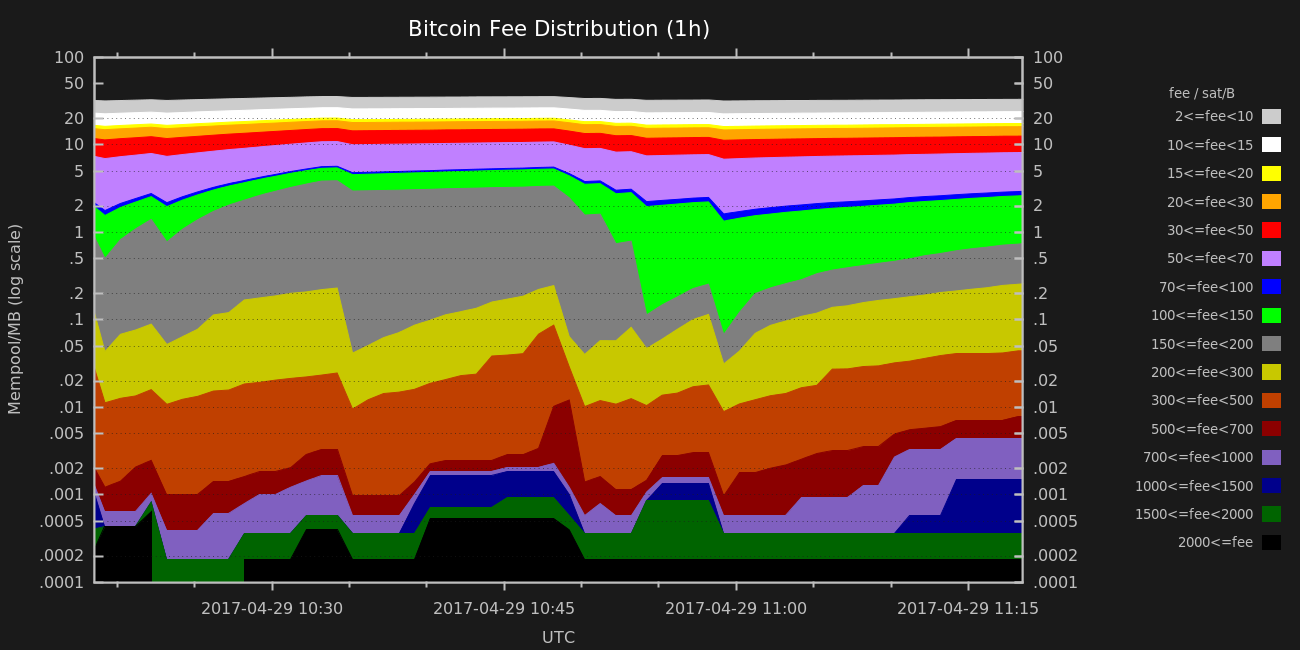 Bitcoin Fee Distribution (1h)
100 100
50 50
20 20
10 10
5 5
2 2
1 1
.5 .5
.2 .2
.1 .1
.05 .05
.02 .02
.01 .01
.005 .005
.002 .002
.001 .001
.0005 .0005
.0002 .0002
.0001 .0001
Mempool/MB (log scale)
2017-04-29 10:30 2017-04-29 10:45 2017-04-29 11:00 2017-04-29 11:15
UTC
fee / sat/B
2<=fee<10
10<=fee<15
15<=fee<20
20<=fee<30
30<=fee<50
50<=fee<70
70<=fee<100
100<=fee<150
150<=fee<200
200<=fee<300
300<=fee<500
500<=fee<700
700<=fee<1000
1000<=fee<1500
1500<=fee<2000
2000<=fee